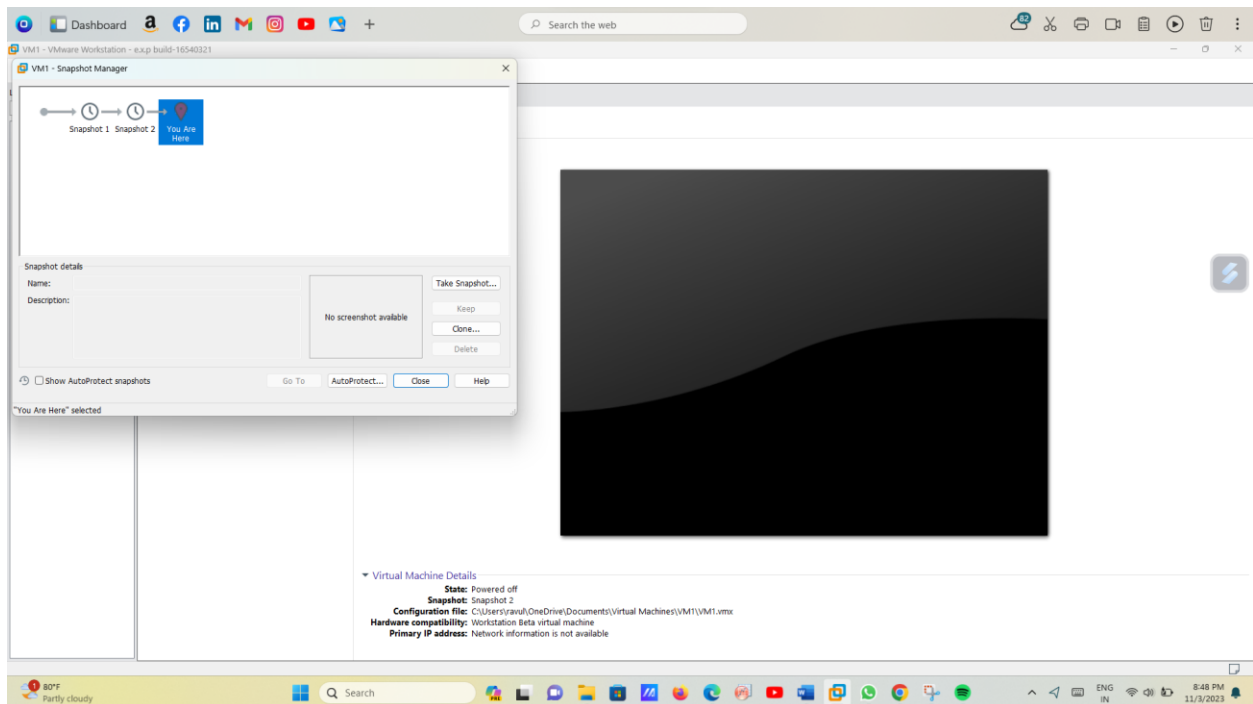 Dashboard
Search the web
82
VM1 - VMware Workstation - e.x.p build-16540321
VM1 - Snapshot Manager
Snapshot 1 Snapshot 2 You Are
Here
Snapshot details
Name:
Description:
No screenshot available
Take Snapshot...
Keep
Clone...
Delete
Show AutoProtect snapshots
Go To
AutoProtect...
Close
Help
"You Are Here" selected
Virtual Machine Details
State: Powered off
Snapshot: Snapshot 2
Configuration file: C:\Users\ravul\OneDrive\Documents\Virtual Machines\VM1\VM1.vmx
Hardware compatibility: Workstation Beta virtual machine
Primary IP address: Network information is not available
1
80°F
Partly cloudy
Search
ENG
IN
8:48 PM
11/3/2023